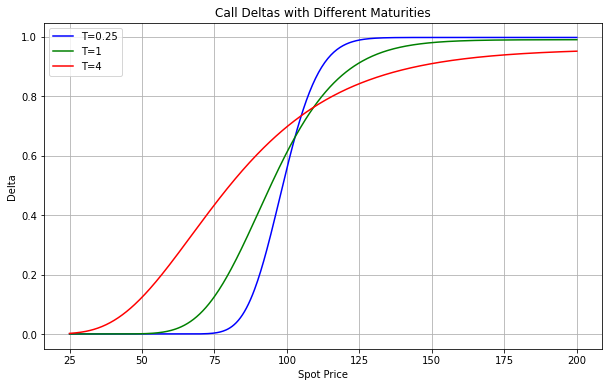 Call Deltas with Different Maturities
T=0.25
T=1
T=4
1.0
0.8
0.6
0.4
0.2
0.0
Delta
25 50 75 100 125 150 175 200
Spot Price